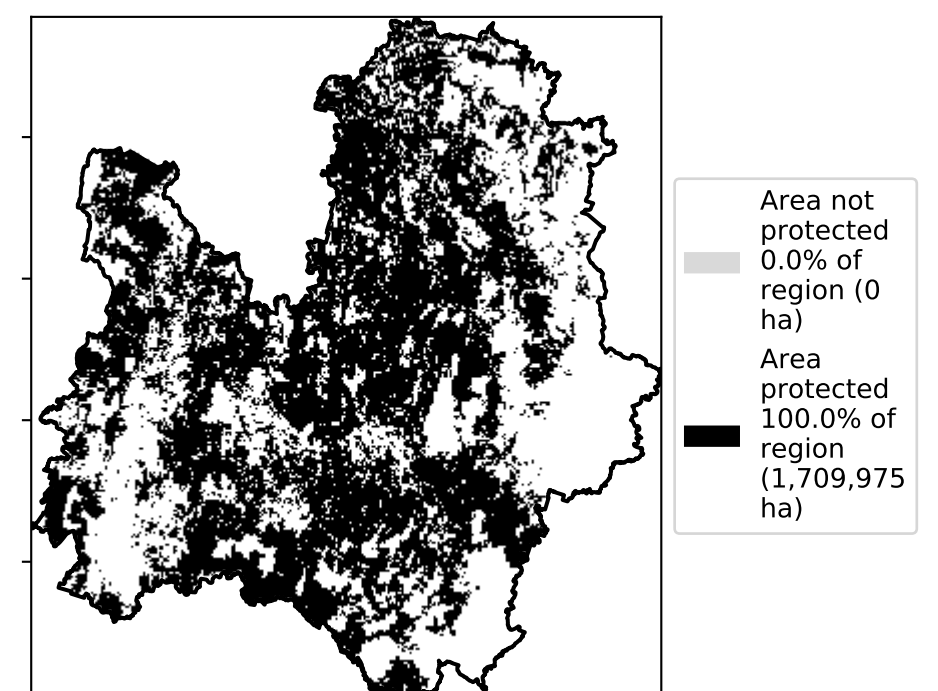 Area not
protected
0.0% of
region (0
ha)
Area
protected
100.0% of
region
(1,709,975
ha)